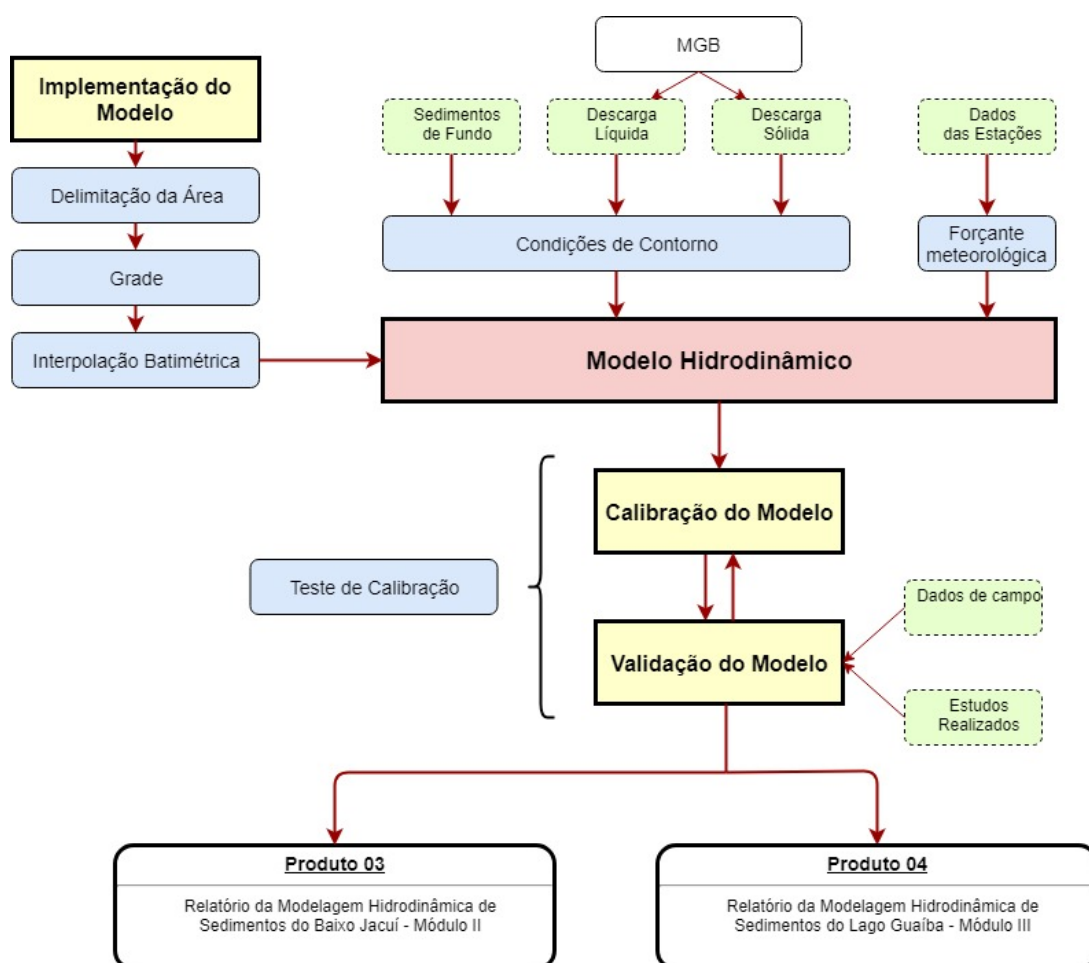 MGB
Implementação do
Modelo
Sedimentos
de Fundo
Descarga
Líquida
Descarga
Sólida
Dados
das Estações
Delimitação da Área
Condições de Contorno
Forçante
meteorológica
Grade
Interpolação Batimétrica
Modelo Hidrodinâmico
Calibração do Modelo
Teste de Calibração
Dados de campo
Validação do Modelo
Estudos
Realizados
Produto 03
Relatório da Modelagem Hidrodinâmica de
Sedimentos do Baixo Jacuí - Módulo II
Produto 04
Relatório da Modelagem Hidrodinâmica de
Sedimentos do Lago Guaíba - Módulo III